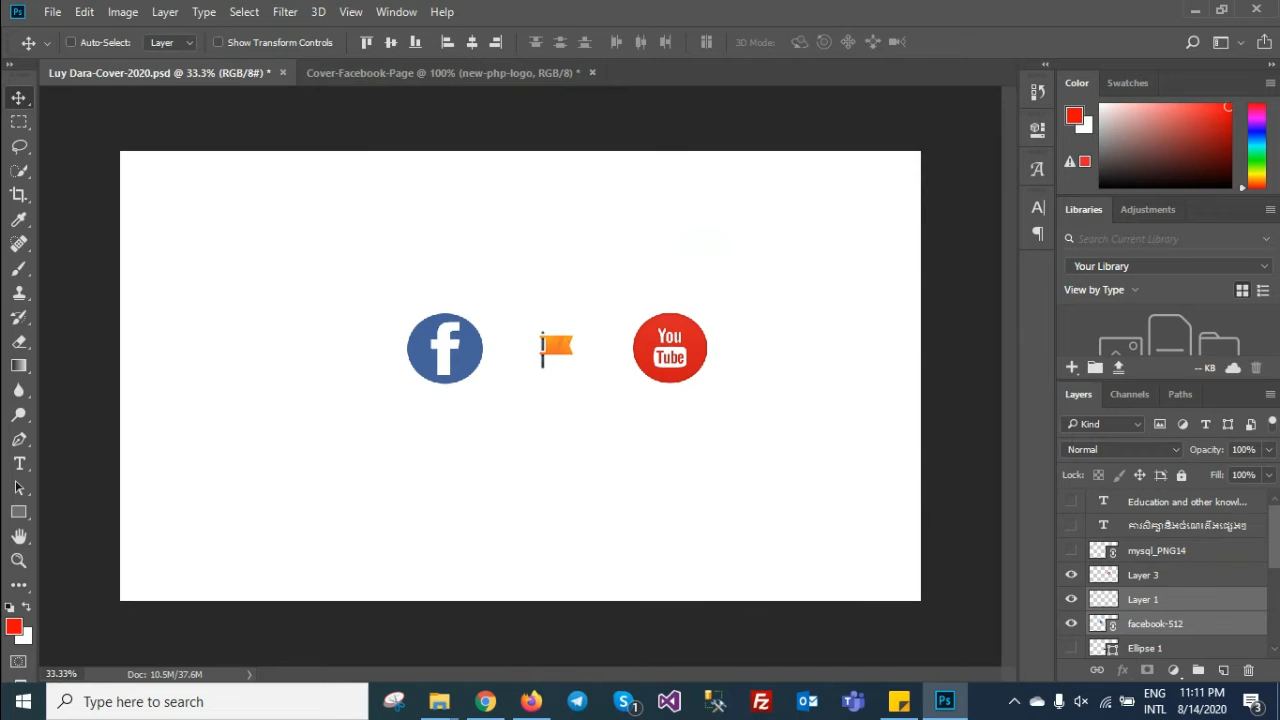 Ps File Edit Image Layer Type Select Filter 3D View Window Help
Auto-Select: Layer Show Transform Controls 3D Mode:
Luy Dara-Cover-2020.psd @ 33.3% (RGB/8#) * Cover-Facebook-Page @ 100% (new-php-logo, RGB/8) *
Color Swatches
Libraries Adjustments
Search Current Library
Your Library
View by Type
f You Tube
-- KB
Layers Channels Paths
Kind
Normal Opacity: 100%
Lock: Fill: 100%
T Education and other knowl...
mysql_PNG14
Layer 3
Layer 1
facebook-512
Ellipse 1
33.33% Doc: 10.5M/37.6M
Type here to search
S 1 Fz Ps ENG 11:11 PM
INTL 8/14/2020 3